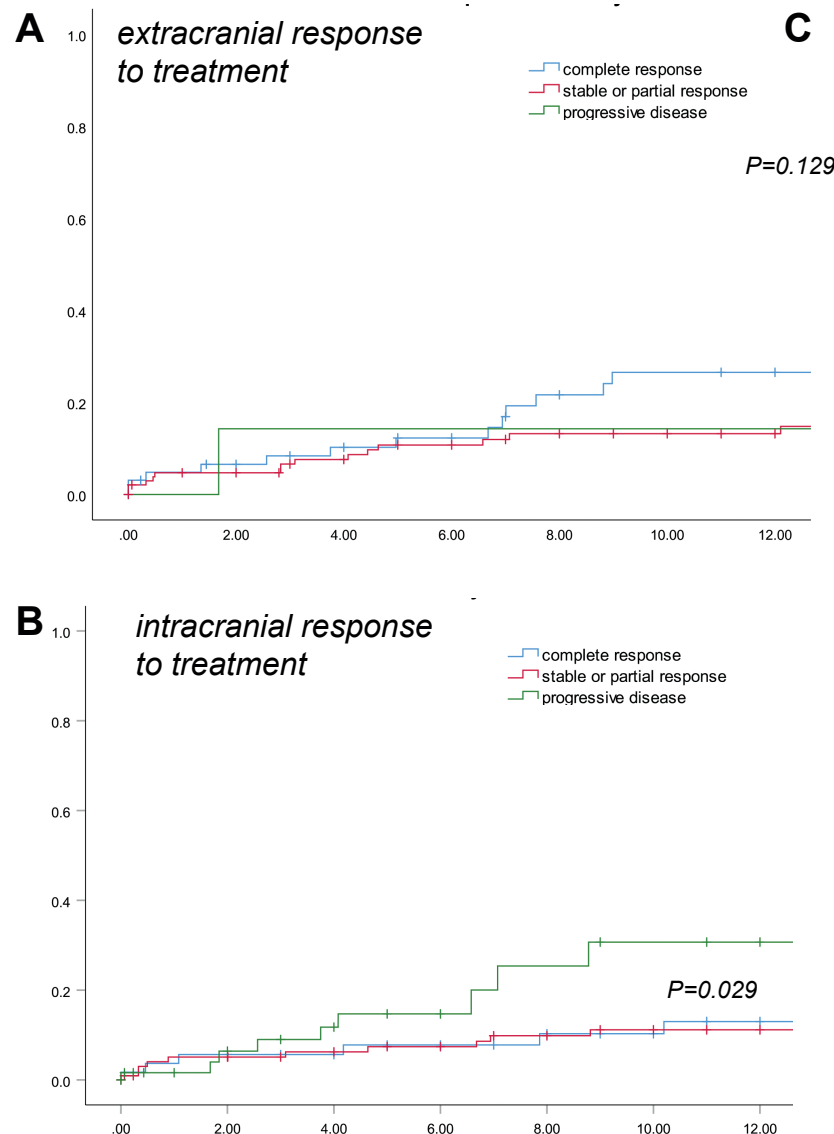 A
extracranial response
to treatment
C
complete response
stable or partial response
progressive disease
P=0.129
1.0
0.8
0.6
0.4
0.2
0.0
.00 2.00 4.00 6.00 8.00 10.00 12.00
B
intracranial response
to treatment
complete response
stable or partial response
progressive disease
P=0.029
1.0
0.8
0.6
0.4
0.2
0.0
.00 2.00 4.00 6.00 8.00 10.00 12.00